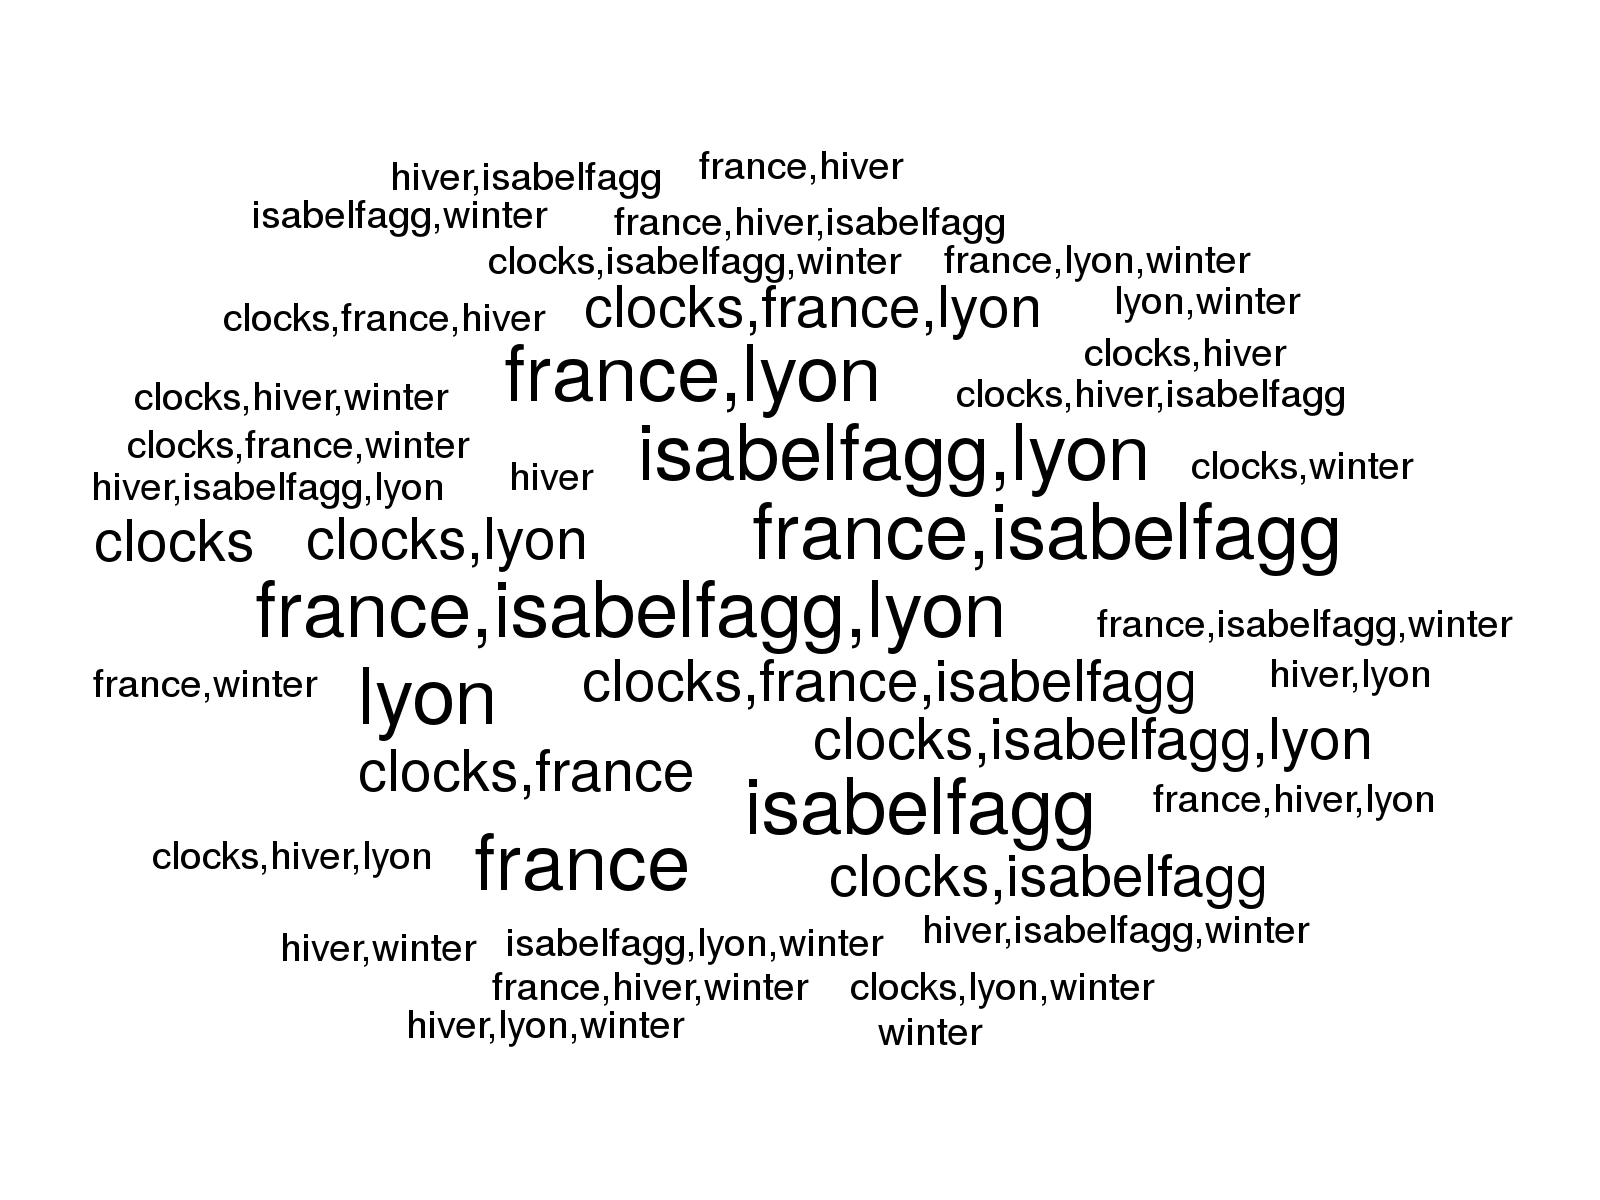 hiver,isabelfagg france,hiver
isabelfagg,winter france,hiver,isabelfagg
clocks,isabelfagg,winter france,lyon,winter
clocks,france,hiver clocks,france,lyon lyon,winter
france,lyon clocks,hiver
clocks,hiver,winter clocks,hiver,isabelfagg
clocks,france,winter isabelfagg,lyon clocks,winter
hiver,isabelfagg,lyon hiver
clocks clocks,lyon france,isabelfagg
france,isabelfagg,lyon france,isabelfagg,winter
france,winter lyon clocks,france,isabelfagg hiver,lyon
clocks,isabelfagg,lyon
clocks,france isabelfagg france,hiver,lyon
clocks,hiver,lyon france clocks,isabelfagg
hiver,winter isabelfagg,lyon,winter hiver,isabelfagg,winter
france,hiver,winter clocks,lyon,winter
hiver,lyon,winter winter